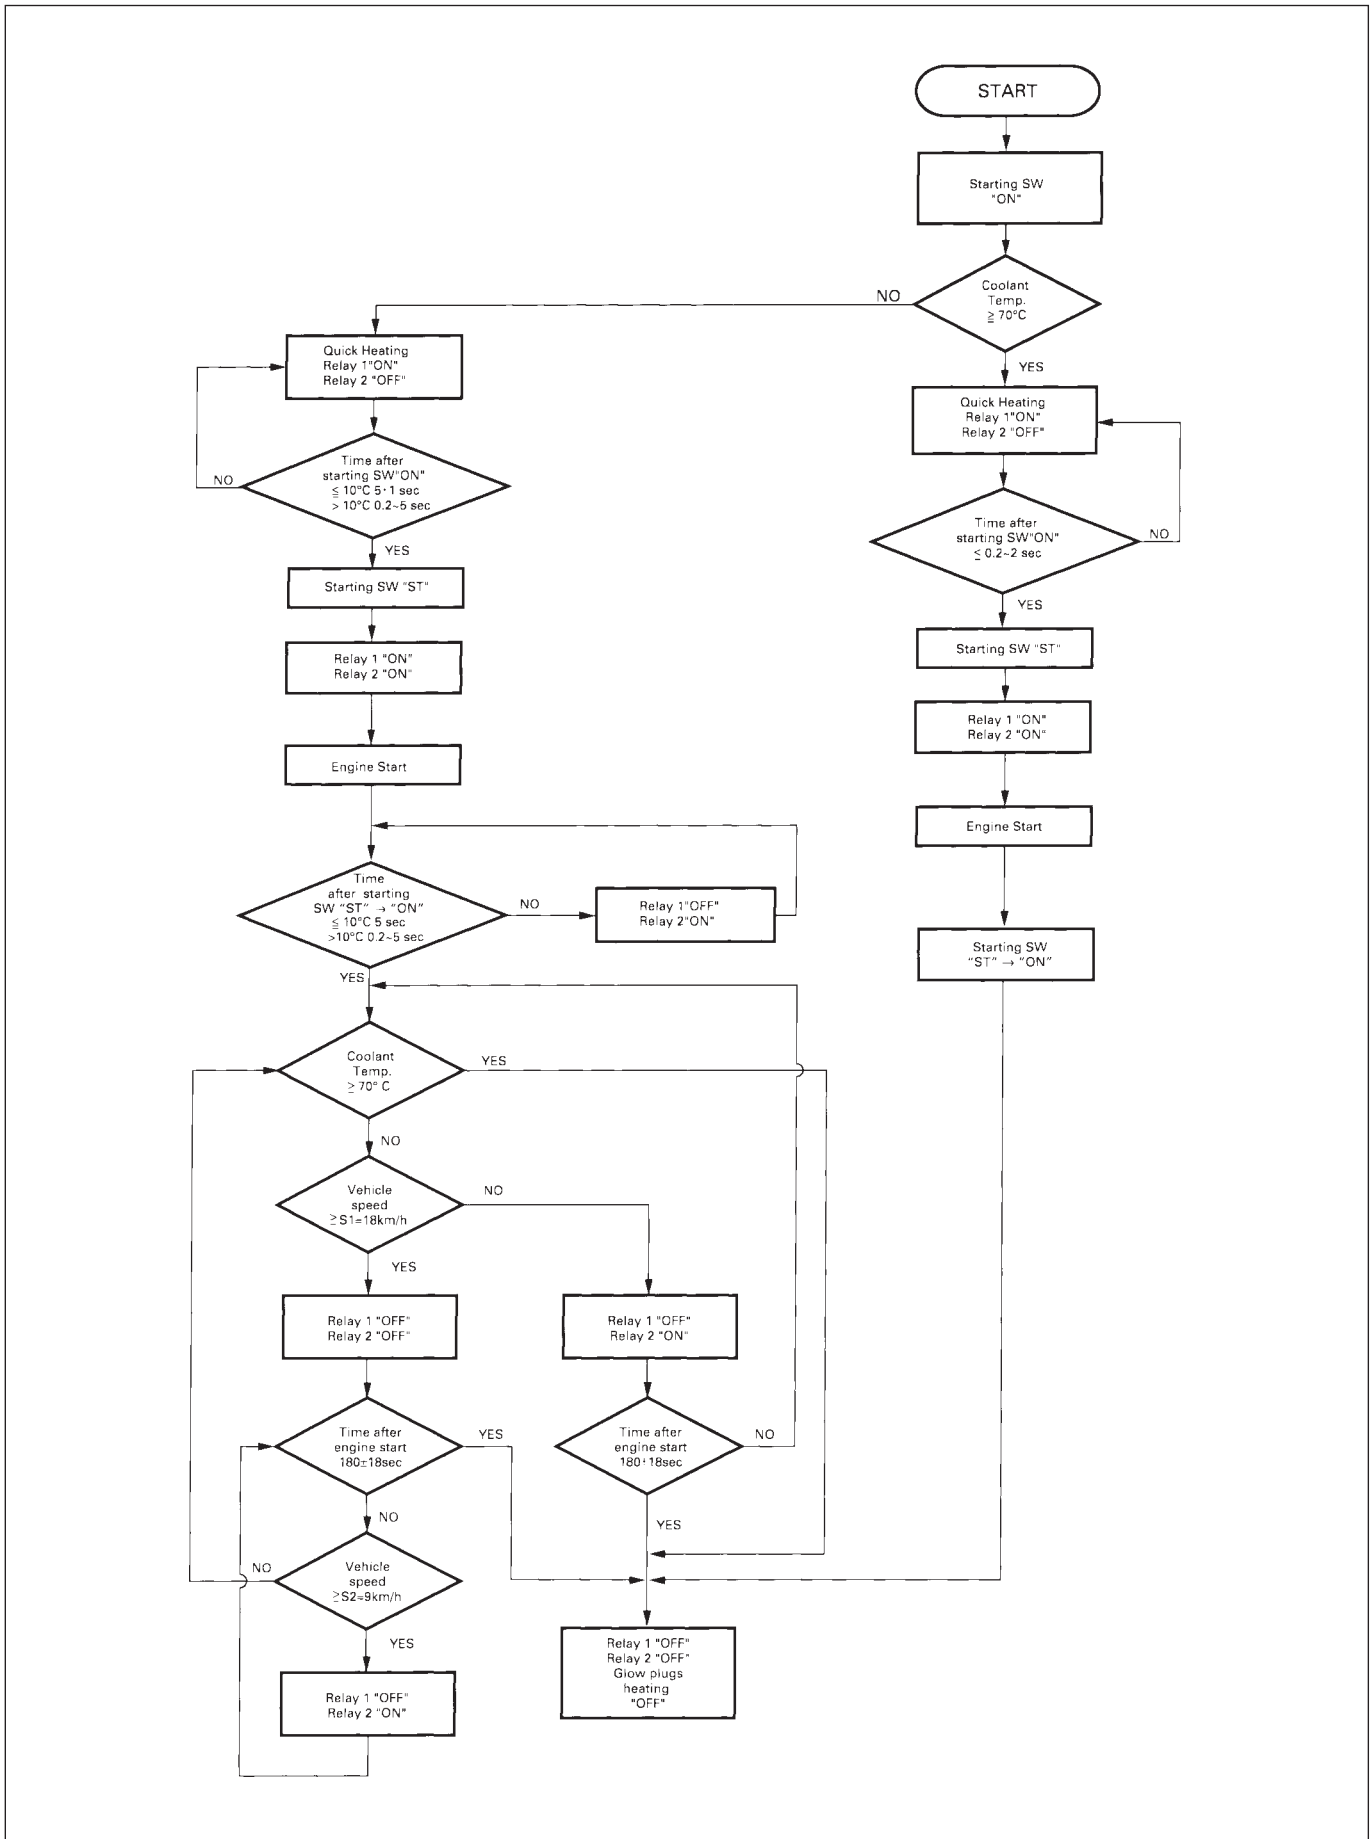 START
Starting SW
"ON"
Coolant
Temp.
≧ 70°C
NO
YES
Quick Heating
Relay 1"ON"
Relay 2 "OFF"
Time after
starting SW"ON"
≤ 0.2~2 sec
NO
YES
Starting SW "ST"
Relay 1 "ON"
Relay 2 "ON"
Engine Start
Starting SW
"ST" → "ON"
Quick Heating
Relay 1"ON"
Relay 2 "OFF"
Time after
starting SW"ON"
≦ 10°C 5·1 sec
> 10°C 0.2~5 sec
NO
YES
Starting SW "ST"
Relay 1 "ON"
Relay 2 "ON"
Engine Start
Time
after starting
SW "ST" → "ON"
≦ 10°C 5 sec
>10°C 0.2~5 sec
NO
Relay 1"OFF"
Relay 2"ON"
YES
Coolant
Temp.
≥ 70° C
YES
NO
Vehicle
speed
≥S1=18km/h
NO
YES
Relay 1 "OFF"
Relay 2 "OFF"
Relay 1 "OFF"
Relay 2 "ON"
Time after
engine start
180±18sec
YES
NO
Time after
engine start
180±18sec
NO
YES
Vehicle
speed
≧S2=9km/h
NO
YES
Relay 1 "OFF"
Relay 2 "ON"
Relay 1 "OFF"
Relay 2 "OFF"
Glow plugs
heating
"OFF"